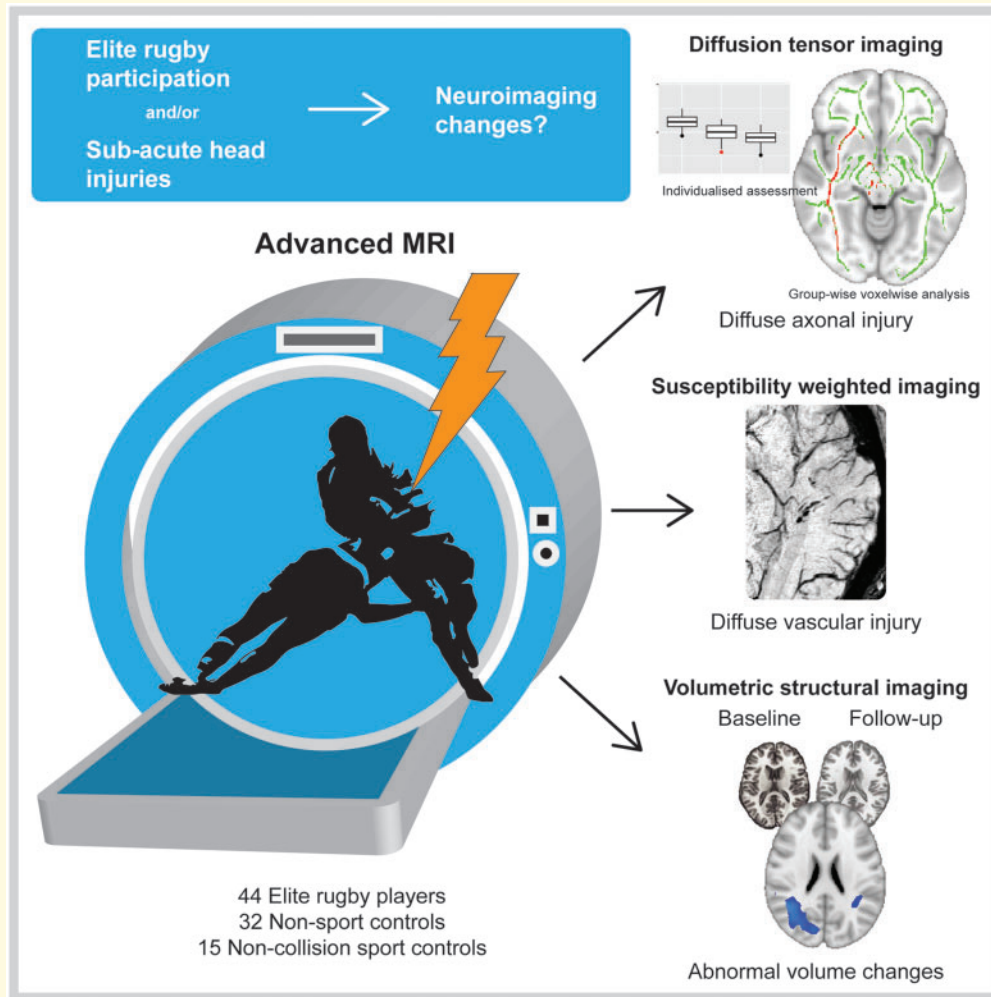 Elite rugby
participation
and/or
Sub-acute head
injuries
Neuroimaging
changes?
Diffusion tensor imaging
Individualised assessment
Group-wise voxelwise analysis
Diffuse axonal injury
Advanced MRI
Susceptibility weighted imaging
Diffuse vascular injury
Volumetric structural imaging
Baseline
Follow-up
Abnormal volume changes
44 Elite rugby players
32 Non-sport controls
15 Non-collision sport controls